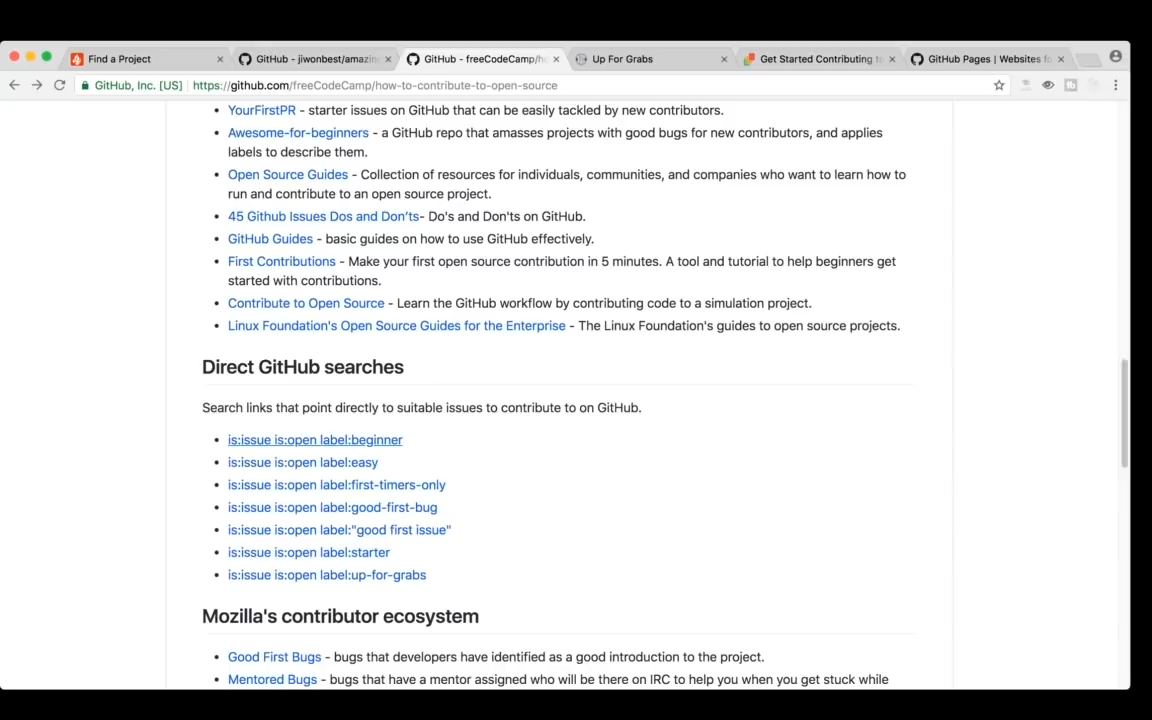 Find a Project
GitHub - jiwonbest/amazin
GitHub - freeCodeCamp/h
Up For Grabs
Get Started Contributing t
GitHub Pages | Websites fo
GitHub, Inc. [US]
https://github.com/freeCodeCamp/how-to-contribute-to-open-source
YourFirstPR - starter issues on GitHub that can be easily tackled by new contributors.
Awesome-for-beginners - a GitHub repo that amasses projects with good bugs for new contributors, and applies
labels to describe them.
Open Source Guides - Collection of resources for individuals, communities, and companies who want to learn how to
run and contribute to an open source project.
45 Github Issues Dos and Don'ts- Do's and Don'ts on GitHub.
GitHub Guides - basic guides on how to use GitHub effectively.
First Contributions - Make your first open source contribution in 5 minutes. A tool and tutorial to help beginners get
started with contributions.
Contribute to Open Source - Learn the GitHub workflow by contributing code to a simulation project.
Linux Foundation's Open Source Guides for the Enterprise - The Linux Foundation's guides to open source projects.
Direct GitHub searches
Search links that point directly to suitable issues to contribute to on GitHub.
is:issue is:open label:beginner
is:issue is:open label:easy
is:issue is:open label:first-timers-only
is:issue is:open label:good-first-bug
is:issue is:open label:"good first issue"
is:issue is:open label:starter
is:issue is:open label:up-for-grabs
Mozilla's contributor ecosystem
Good First Bugs - bugs that developers have identified as a good introduction to the project.
Mentored Bugs - bugs that have a mentor assigned who will be there on IRC to help you when you get stuck while